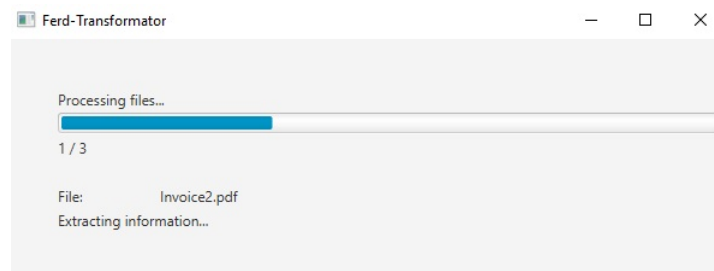 Ferd-Transformator
Processing files...
1 / 3
File: Invoice2.pdf
Extracting information...